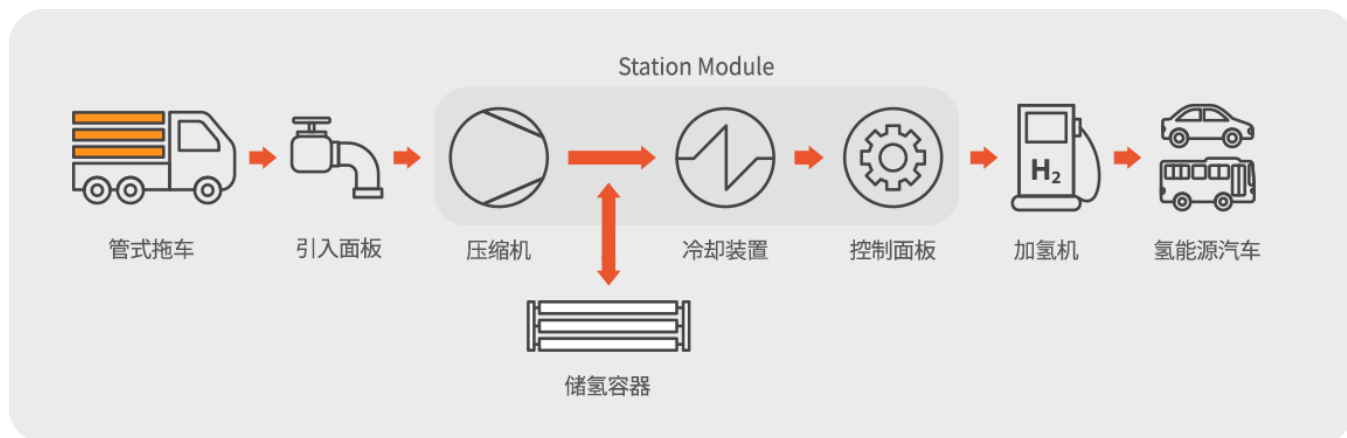 Station Module
H₂
管式拖车
引入面板
压缩机
冷却装置
控制面板
加氢机
氢能源汽车
储氢容器